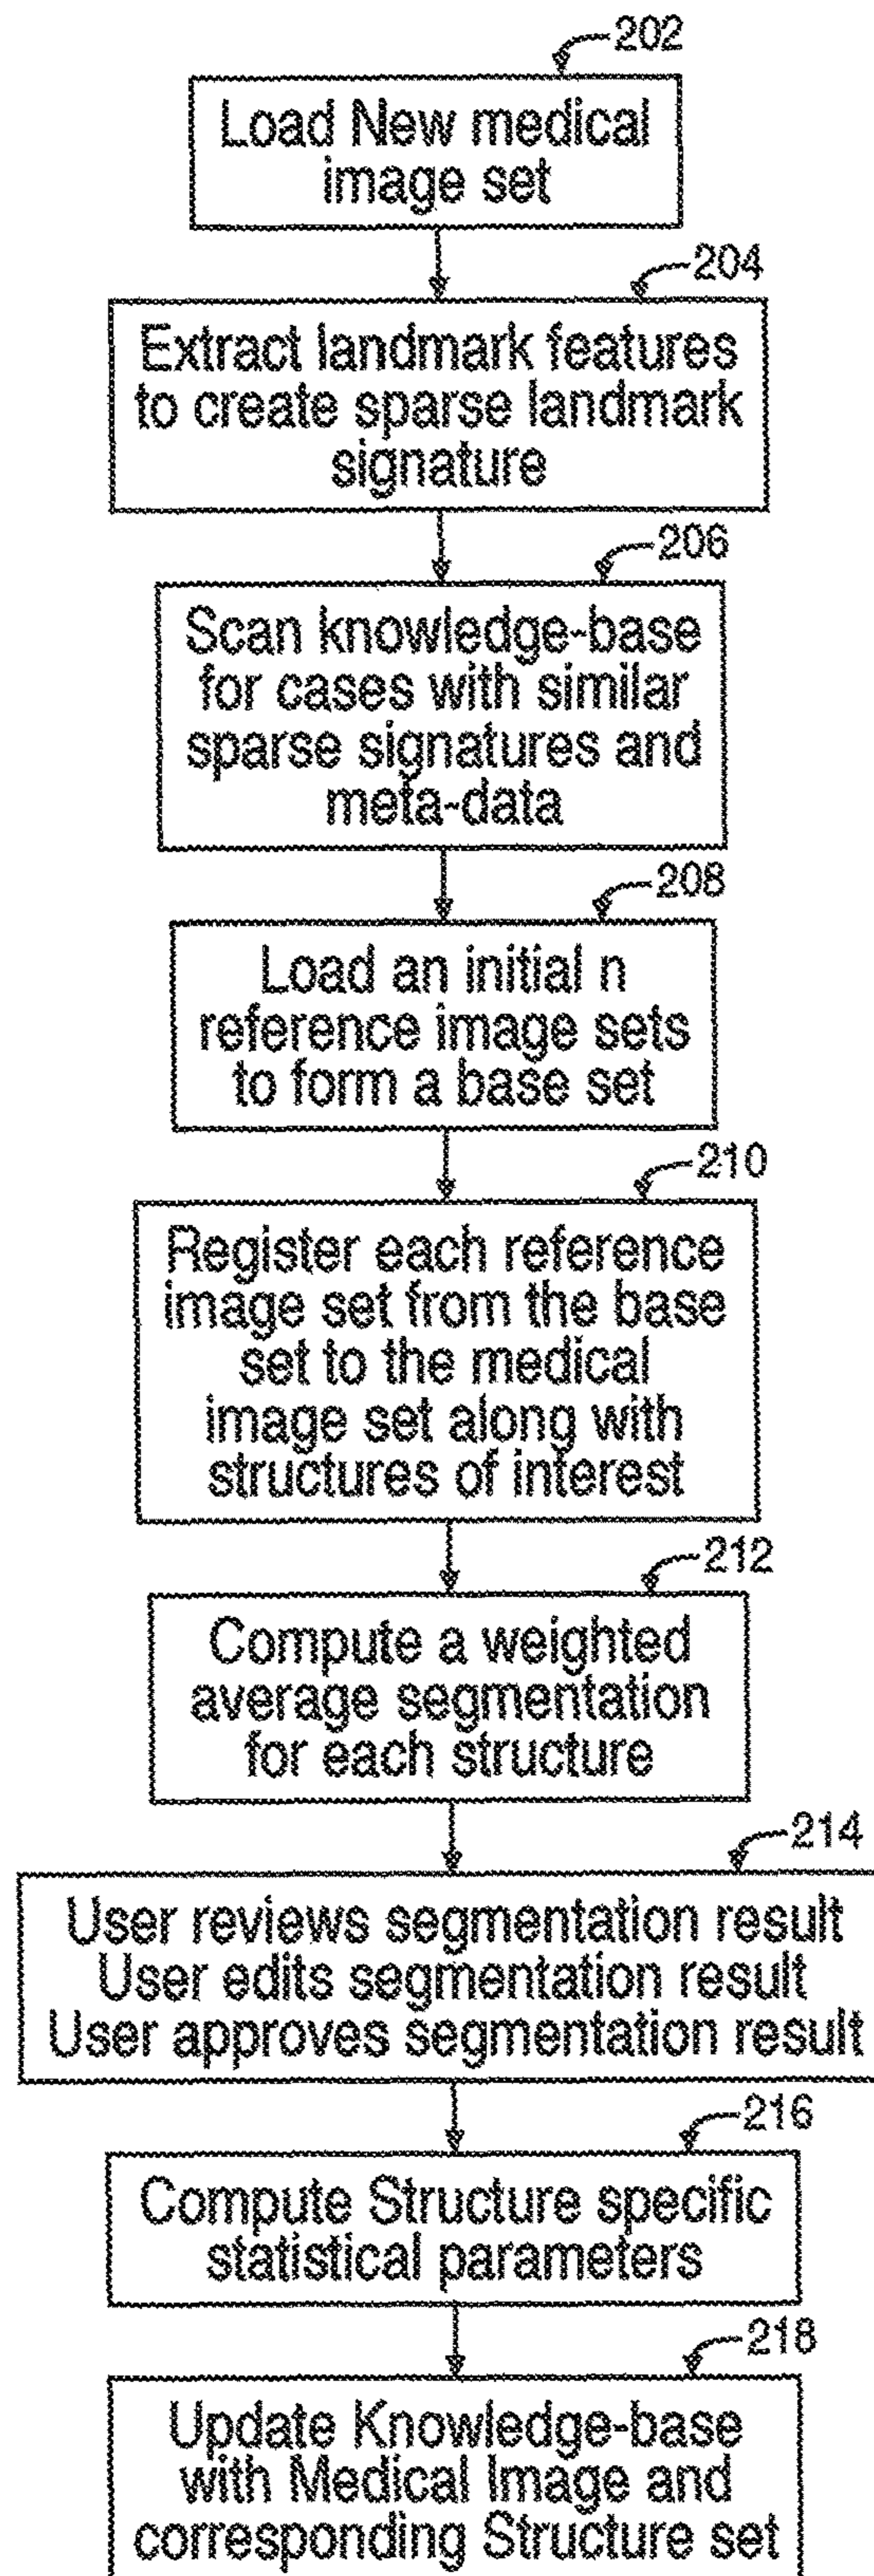 202
Load New medical
image set
204
Extract landmark features
to create sparse landmark
signature
206
Scan knowledge-base
for cases with similar
sparse signatures and
meta-data
208
Load an initial n
reference image sets
to form a base set
210
Register each reference
image set from the base
set to the medical
image set along with
structures of interest
212
Compute a weighted
average segmentation
for each structure
214
User reviews segmentation result
User edits segmentation result
User approves segmentation result
216
Compute Structure specific
statistical parameters
218
Update Knowledge-base
with Medical Image and
corresponding Structure set